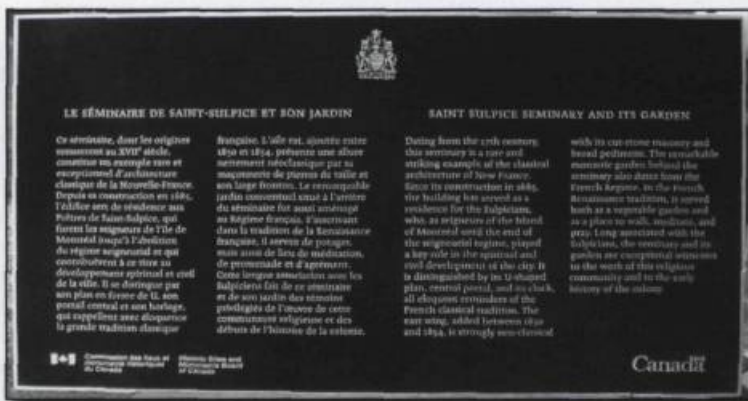 LE SÉMINAIRE DE SAINT-SULPICE ET SON JARDIN
Ce séminaire, dont les origines
remontent au XVIIe siècle,
constitue un exemple rare et
exceptionnel d'architecture
classique de la Nouvelle-France.
Depuis sa construction en 1685,
l'édifice sert de résidence aux
Prêtres de Saint-Sulpice, qui
furent les seigneurs de l'île de
Montréal jusqu'à l'abolition
du régime seigneurial et qui
contribuèrent à ce titre au
développement spirituel et civil
de la ville. Il se distingue par
son plan en forme de U, son
portail central et son horloge,
qui rappellent avec éloquence
la grande tradition classique
française. L'aile est, ajoutée entre
1850 et 1854, présente une allure
nettement néoclassique par sa
maçonnerie de pierres de taille et
son large fronton. Le remarquable
jardin conventuel situé à l'arrière
du séminaire fut aussi aménagé
au Régime français. S'inscrivant
dans la tradition de la Renaissance
française, il servit de potager,
mais aussi de lieu de méditation,
de promenade et d'agrément.
Cette longue association avec les
Sulpiciens fait de ce séminaire
et de son jardin des témoins
privilégiés de l'œuvre de cette
communauté religieuse et des
débuts de l'histoire de la colonie.
SAINT SULPICE SEMINARY AND ITS GARDEN
Dating from the 17th century,
this seminary is a rare and
striking example of the classical
architecture of New France.
Since its construction in 1685,
the building has served as a
residence for the Sulpicians,
who, as seigneurs of the Island
of Montréal until the end of
the seigneurial regime, played
a key role in the spiritual and
civil development of the city. It
is distinguished by its U-shaped
plan, central portal, and its clock,
all eloquent reminders of the
French classical tradition. The
east wing, added between 1850
and 1854, is strongly neo-classical
with its cut-stone masonry and
broad pediment. The remarkable
monastic garden behind the
seminary also dates from the
French Regime. In the French
Renaissance tradition, it served
both as a vegetable garden and
as a place to walk, meditate, and
pray. Long associated with the
Sulpicians, the seminary and its
garden are exceptional witnesses
to the work of this religious
community and to the early
history of the colony.
Commission des lieux et
monuments historiques
du Canada
Historic Sites and
Monuments Board
of Canada
Canada